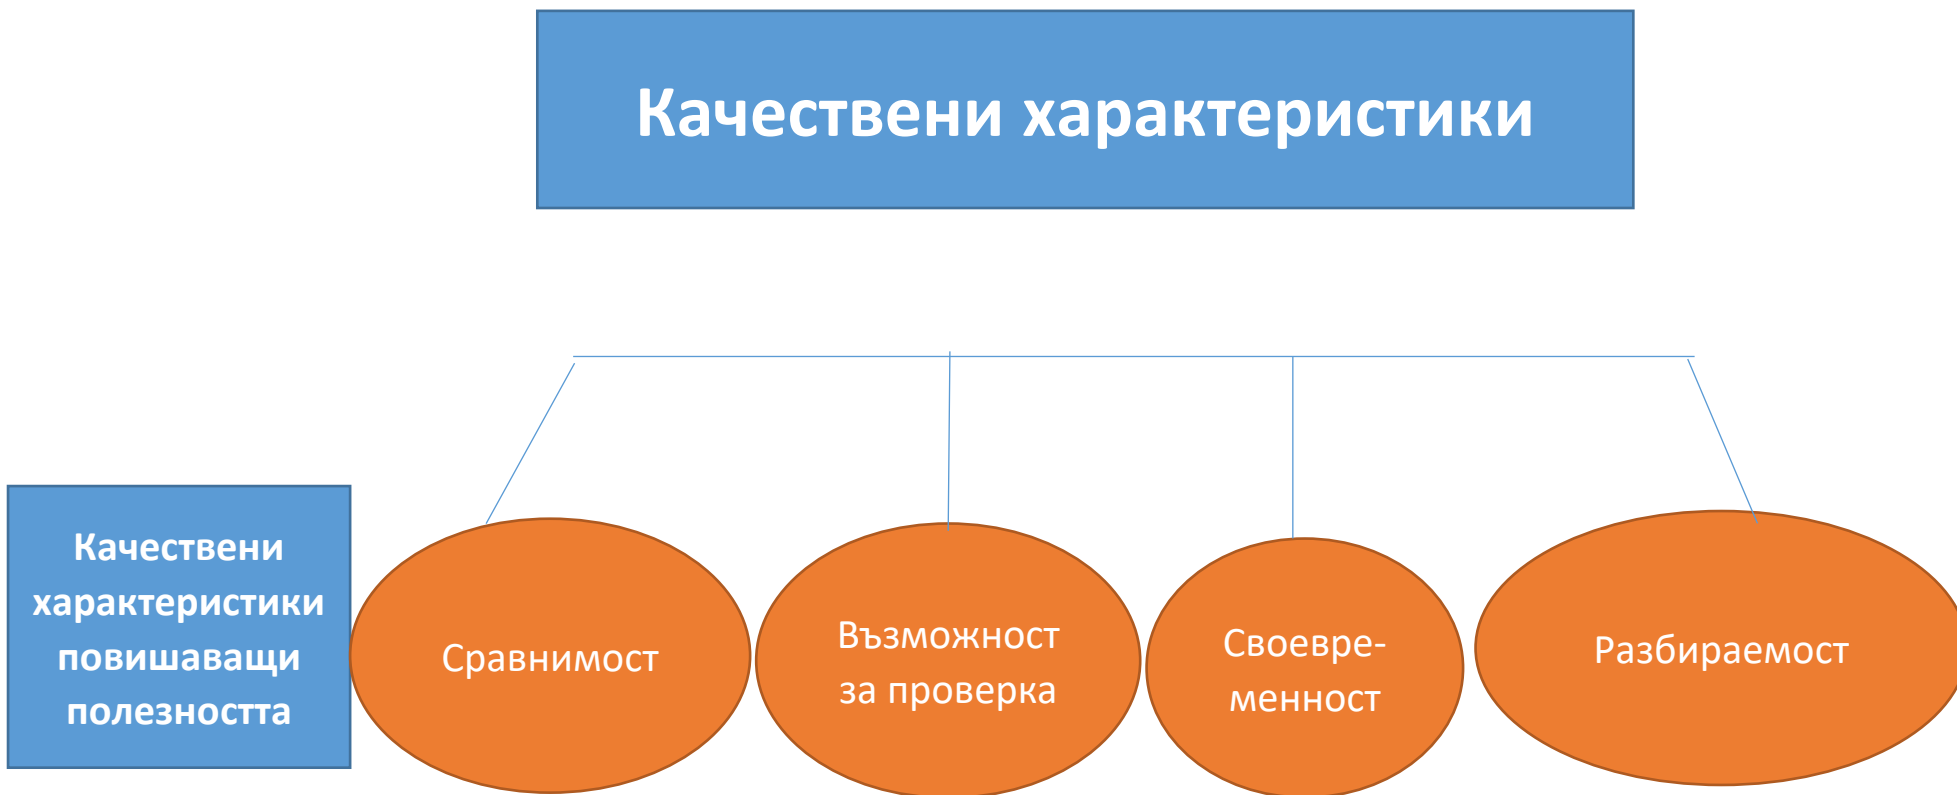 Качествени характеристики
Качествени
характеристики
повишаващи
полезността
Сравнимост
Възможност
за проверка
Своевре-
менност
Разбираемост